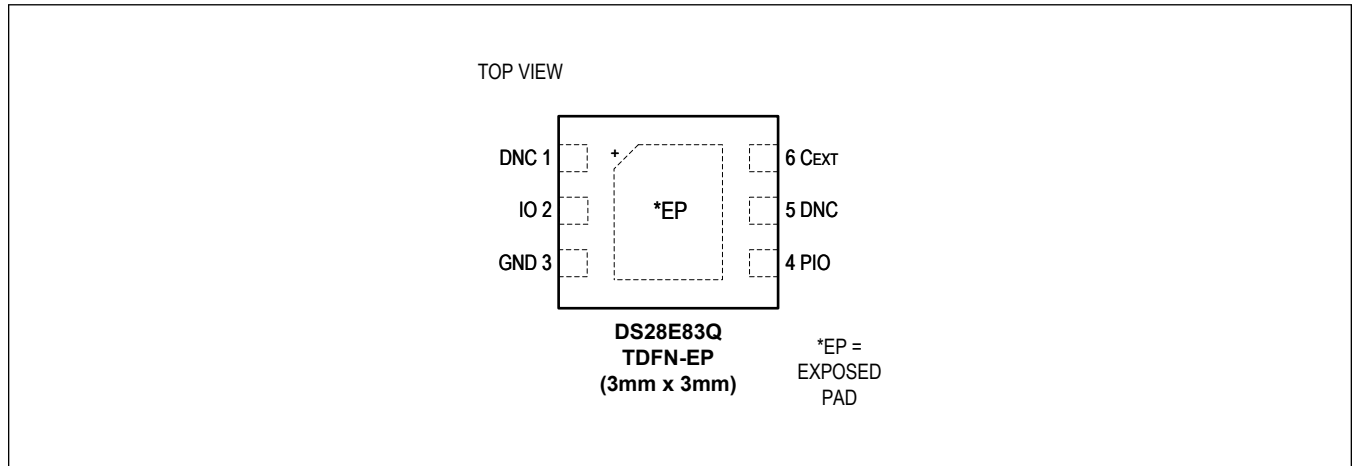 TOP VIEW
DNC 1
IO 2
GND 3
+
*EP
6 CEXT
5 DNC
4 PIO
DS28E83Q
TDFN-EP
(3mm x 3mm)
*EP =
EXPOSED
PAD